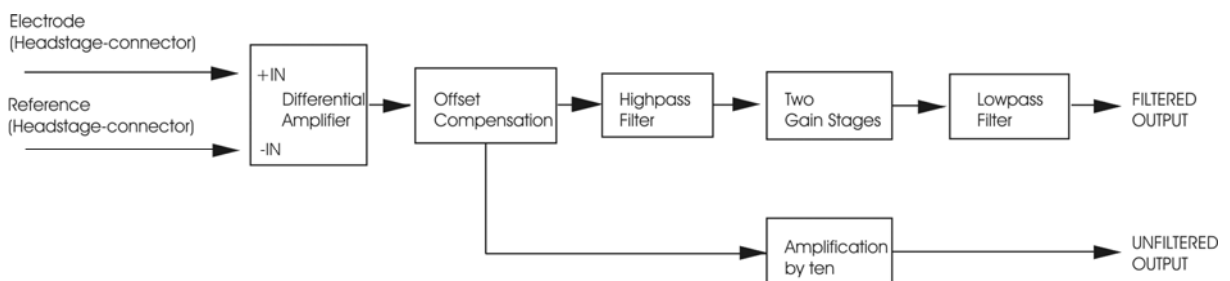 Electrode
(Headstage-connector)
Reference
(Headstage-connector)
+IN
Differential
Amplifier
-IN
Offset
Compensation
Highpass
Filter
Two
Gain Stages
Lowpass
Filter
FILTERED
OUTPUT
Amplification
by ten
UNFILTERED
OUTPUT